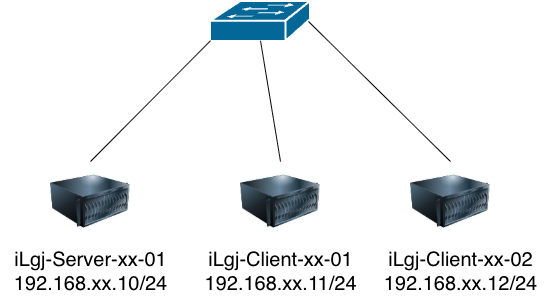 iLgj-Server-xx-01
192.168.xx.10/24
iLgj-Client-xx-01
192.168.xx.11/24
iLgj-Client-xx-02
192.168.xx.12/24